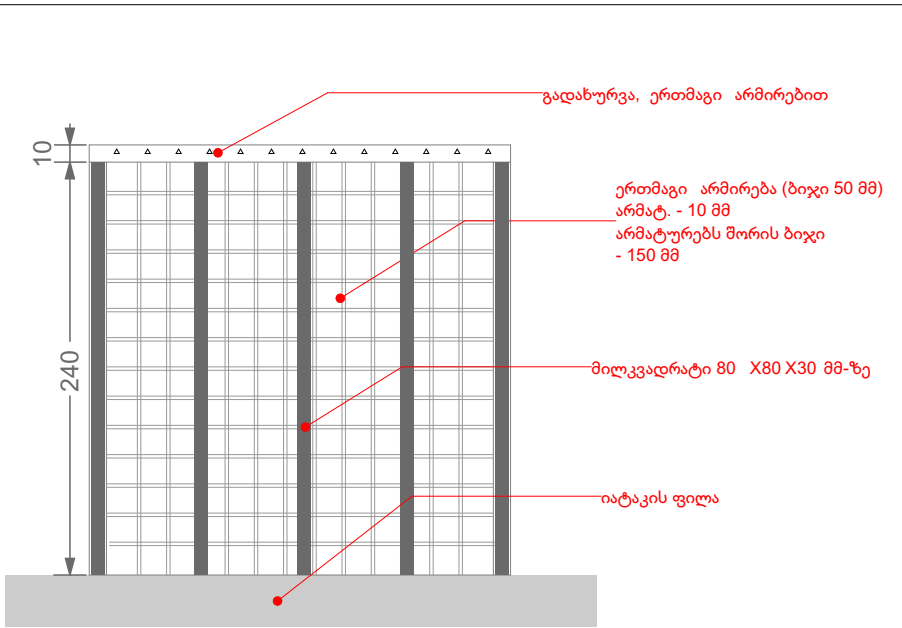 გადახურვა, ერთმაგი არმირებით
10
ერთმაგი არმირება (ბიჯი 50 მმ)
არმატ. - 10 მმ
არმატურებს შორის ბიჯი
- 150 მმ
240
მილკვადრატი 80 X80 X30 მმ-ზე
იატაკის ფილა